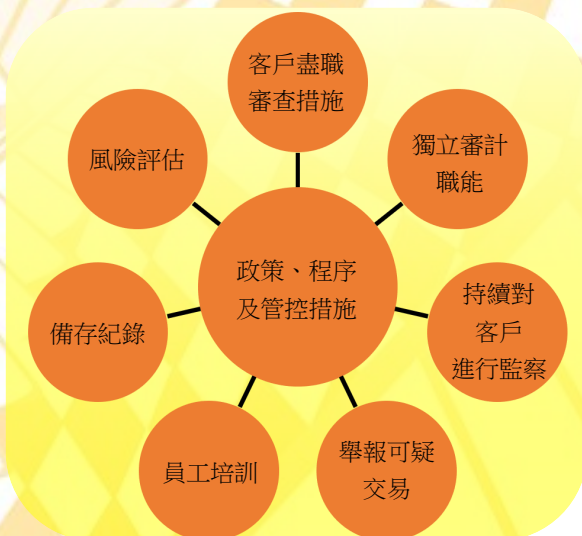 客戶盡職
審查措施
獨立審計
職能
持續對
客戶
進行監察
舉報可疑
交易
員工培訓
備存紀錄
風險評估
政策、程序
及管控措施